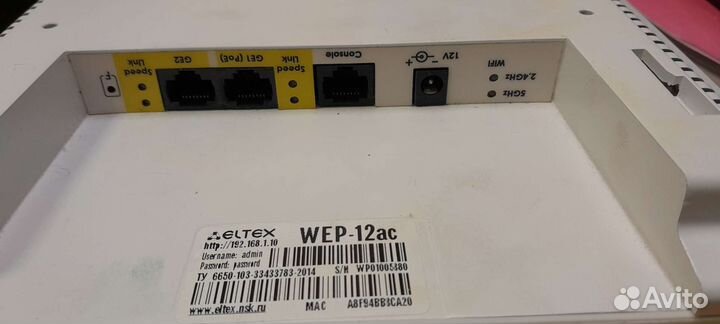 F
Speed
Link
GE2
GE1 (PoE)
Speed
Link
Console
+ -
12V
WIFI
2.4GHz
5GHz
ELTEX
WEP-12ac
http://192.168.1.10
Username: admin
Password: password
ТУ 6650-103-33433783-2014
S/N WP01005480
www.eltex.nsk.ru
MAC A8F94BB3CA20
Avito